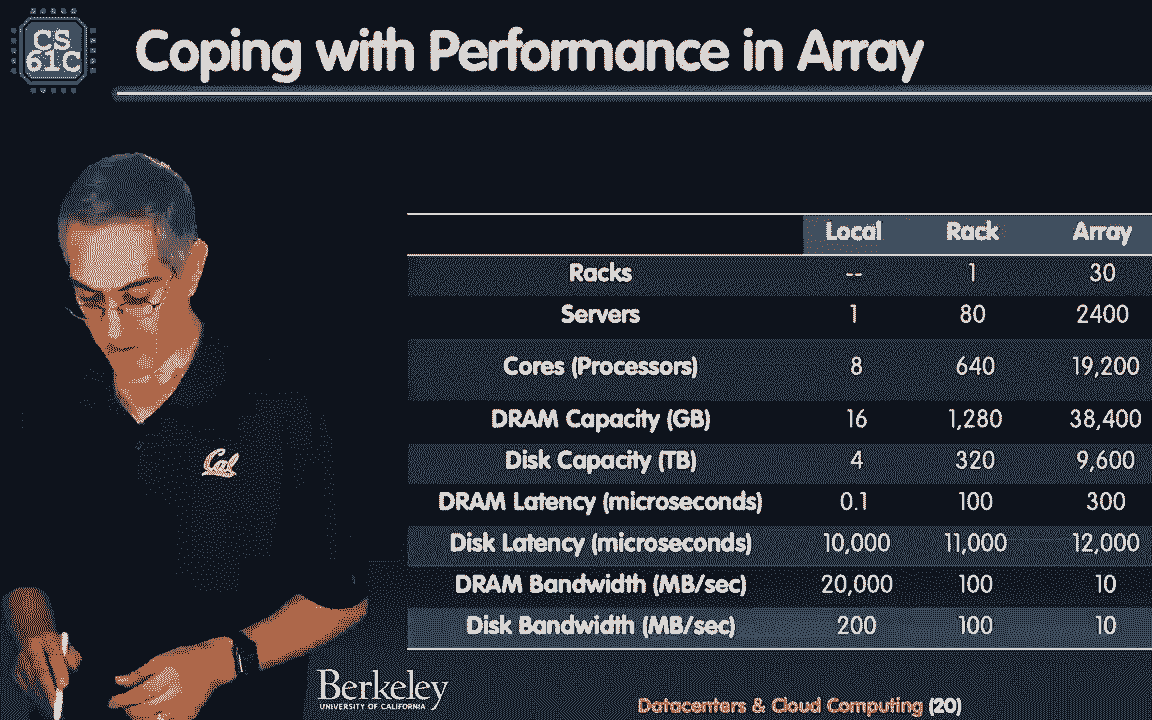 CS
61C
Coping with Performance in Array
Local Rack Array
Racks -- 1 30
Servers 1 80 2400
Cores (Processors) 8 640 19,200
DRAM Capacity (GB) 16 1,280 38,400
Disk Capacity (TB) 4 320 9,600
DRAM Latency (microseconds) 0.1 100 300
Disk Latency (microseconds) 10,000 11,000 12,000
DRAM Bandwidth (MB/sec) 20,000 100 10
Disk Bandwidth (MB/sec) 200 100 10
Cal
Berkeley
UNIVERSITY OF CALIFORNIA
Datacenters & Cloud Computing (20)